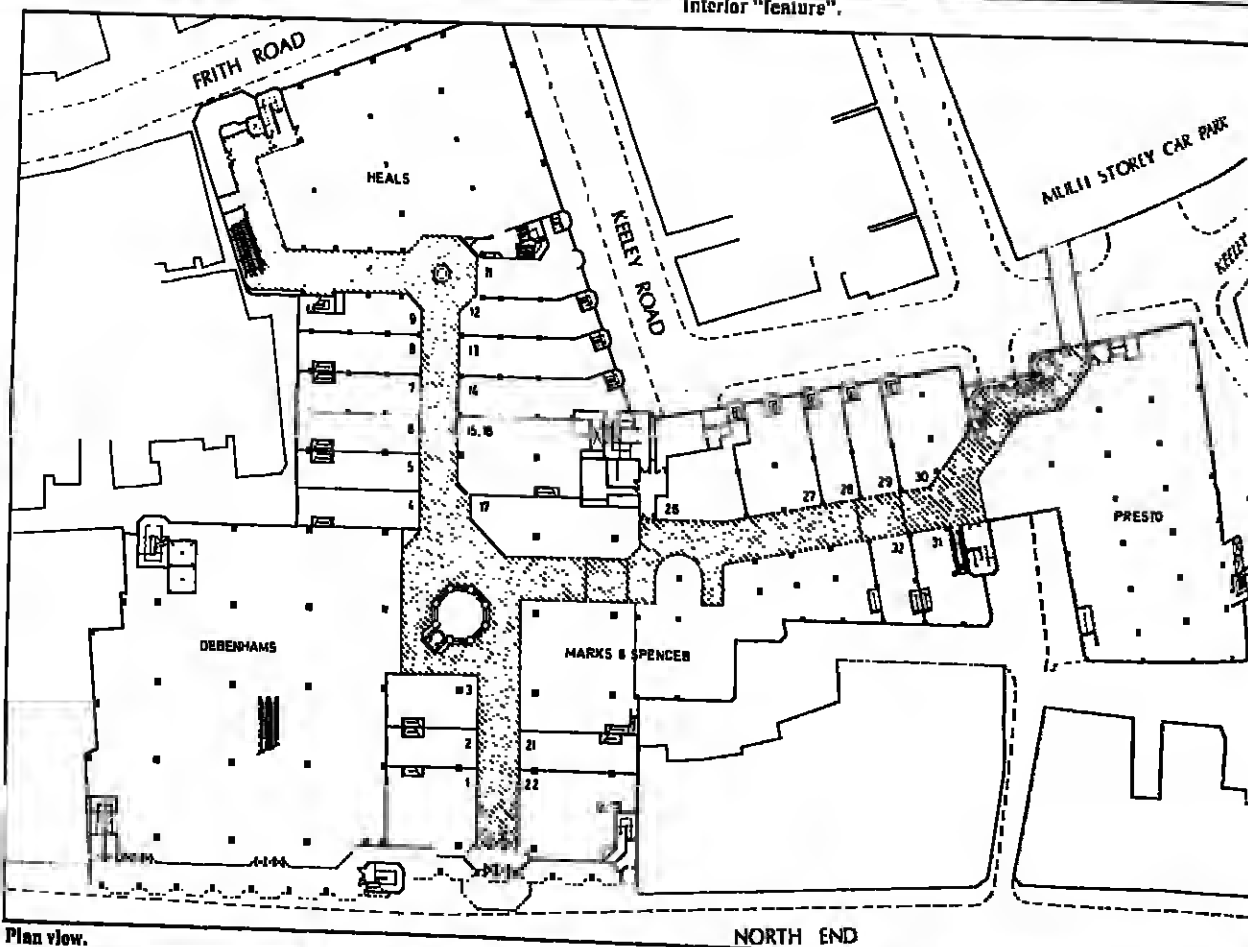 Interior "feature".
FRITH ROAD
HEALS
KEELEY ROAD
MULTI STOREY CAR PARK
KEELEY
11
9
12
8
13
7
14
6
15, 16
5
4
17
25
27
28
29
30
31
32
PRESTO
DEBENHAMS
MARKS & SPENCER
3
2
21
1
22
Plan view.
NORTH END